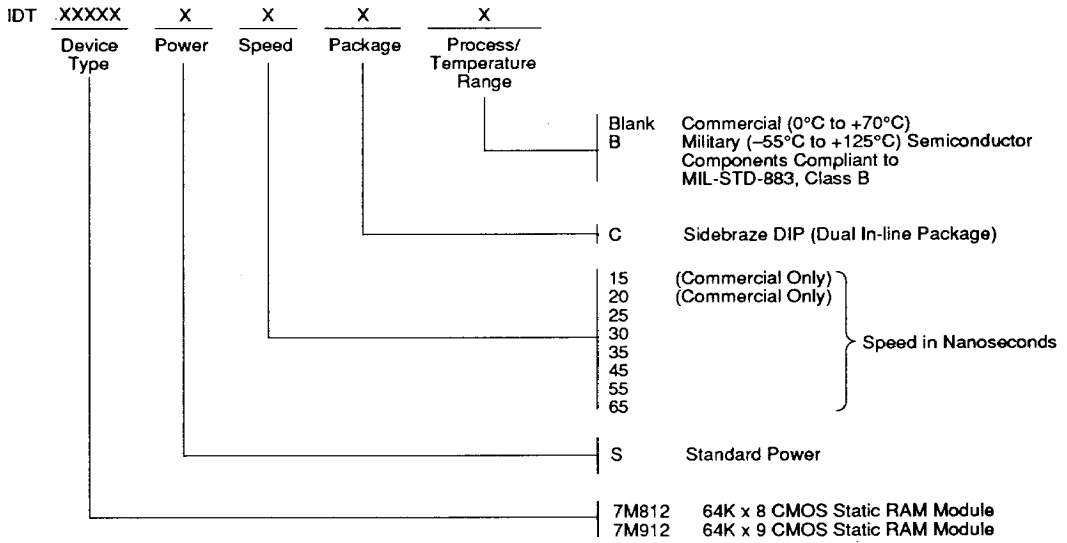 IDT XXXXX X X X X
Device Type Power Speed Package Process/ Temperature Range
Blank Commercial (0°C to +70°C)
B Military (–55°C to +125°C) Semiconductor
Components Compliant to
MIL-STD-883, Class B
C Sidebraze DIP (Dual In-line Package)
15 (Commercial Only)
20 (Commercial Only)
25
30
35
45
55
65
Speed in Nanoseconds
S Standard Power
7M812 64K x 8 CMOS Static RAM Module
7M912 64K x 9 CMOS Static RAM Module